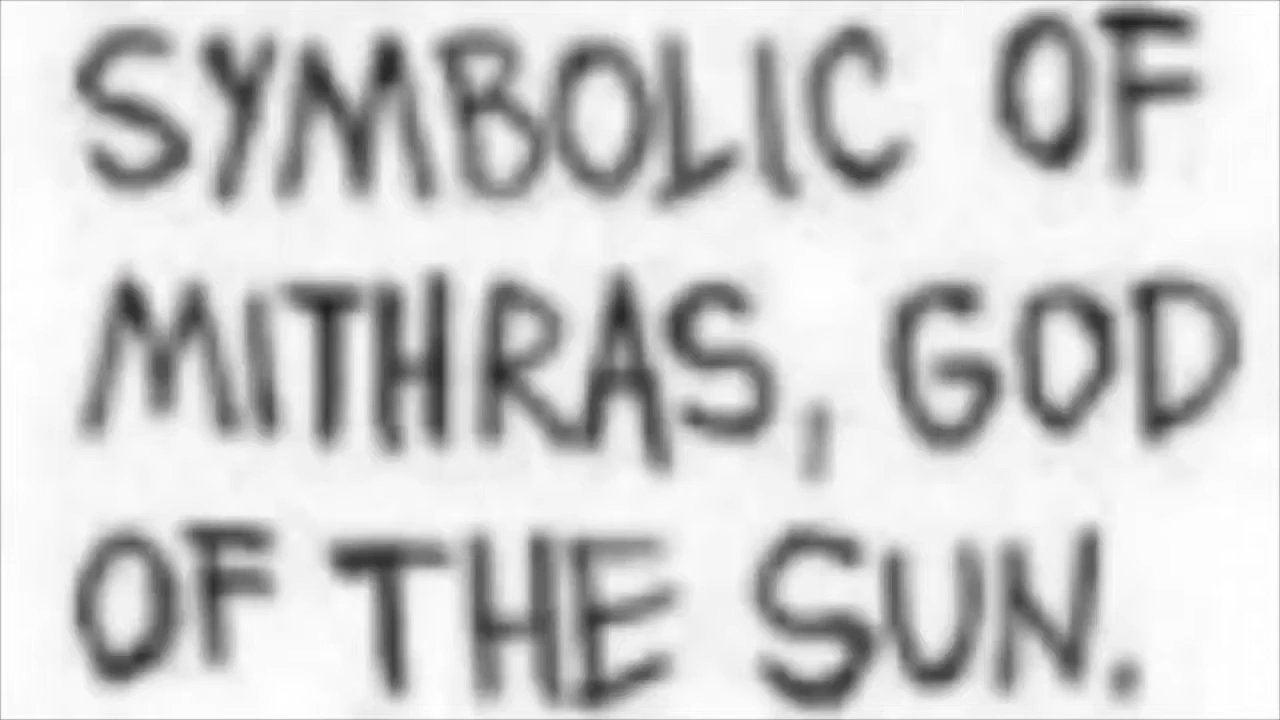 SYMBOLIC OF
MITHRAS, GOD
OF THE SUN.